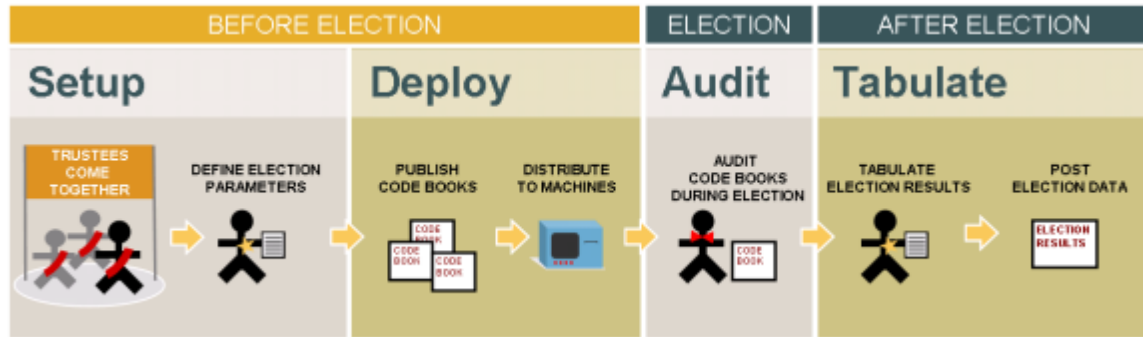 BEFORE ELECTION
ELECTION
AFTER ELECTION
Setup
Deploy
Audit
Tabulate
TRUSTEES
COME
TOGETHER
DEFINE ELECTION
PARAMETERS
PUBLISH
CODE BOOKS
CODE
BOOK
CODE
BOOK
CODE
BOOK
DISTRIBUTE
TO MACHINES
AUDIT
CODE BOOKS
DURING ELECTION
CODE
BOOK
TABULATE
ELECTION RESULTS
POST
ELECTION DATA
ELECTION
RESULTS